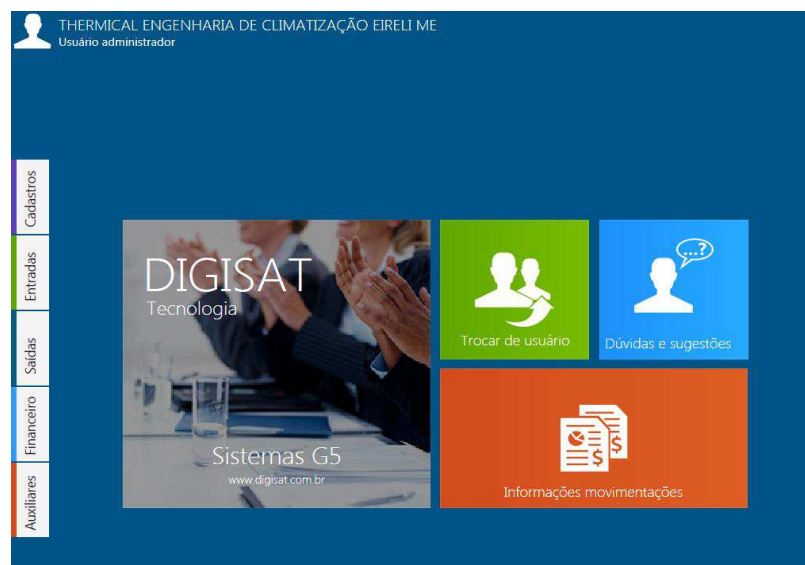 THERMICAL ENGENHARIA DE CLIMATIZAÇÃO EIRELI ME
Usuário administrador
Cadastros
Entradas
Saídas
Financeiro
Auxiliares
DIGISAT
Tecnologia
Sistemas G5
www.digisat.com.br
Trocar de usuário
...?
Dúvidas e sugestões
$
$
Informações movimentações